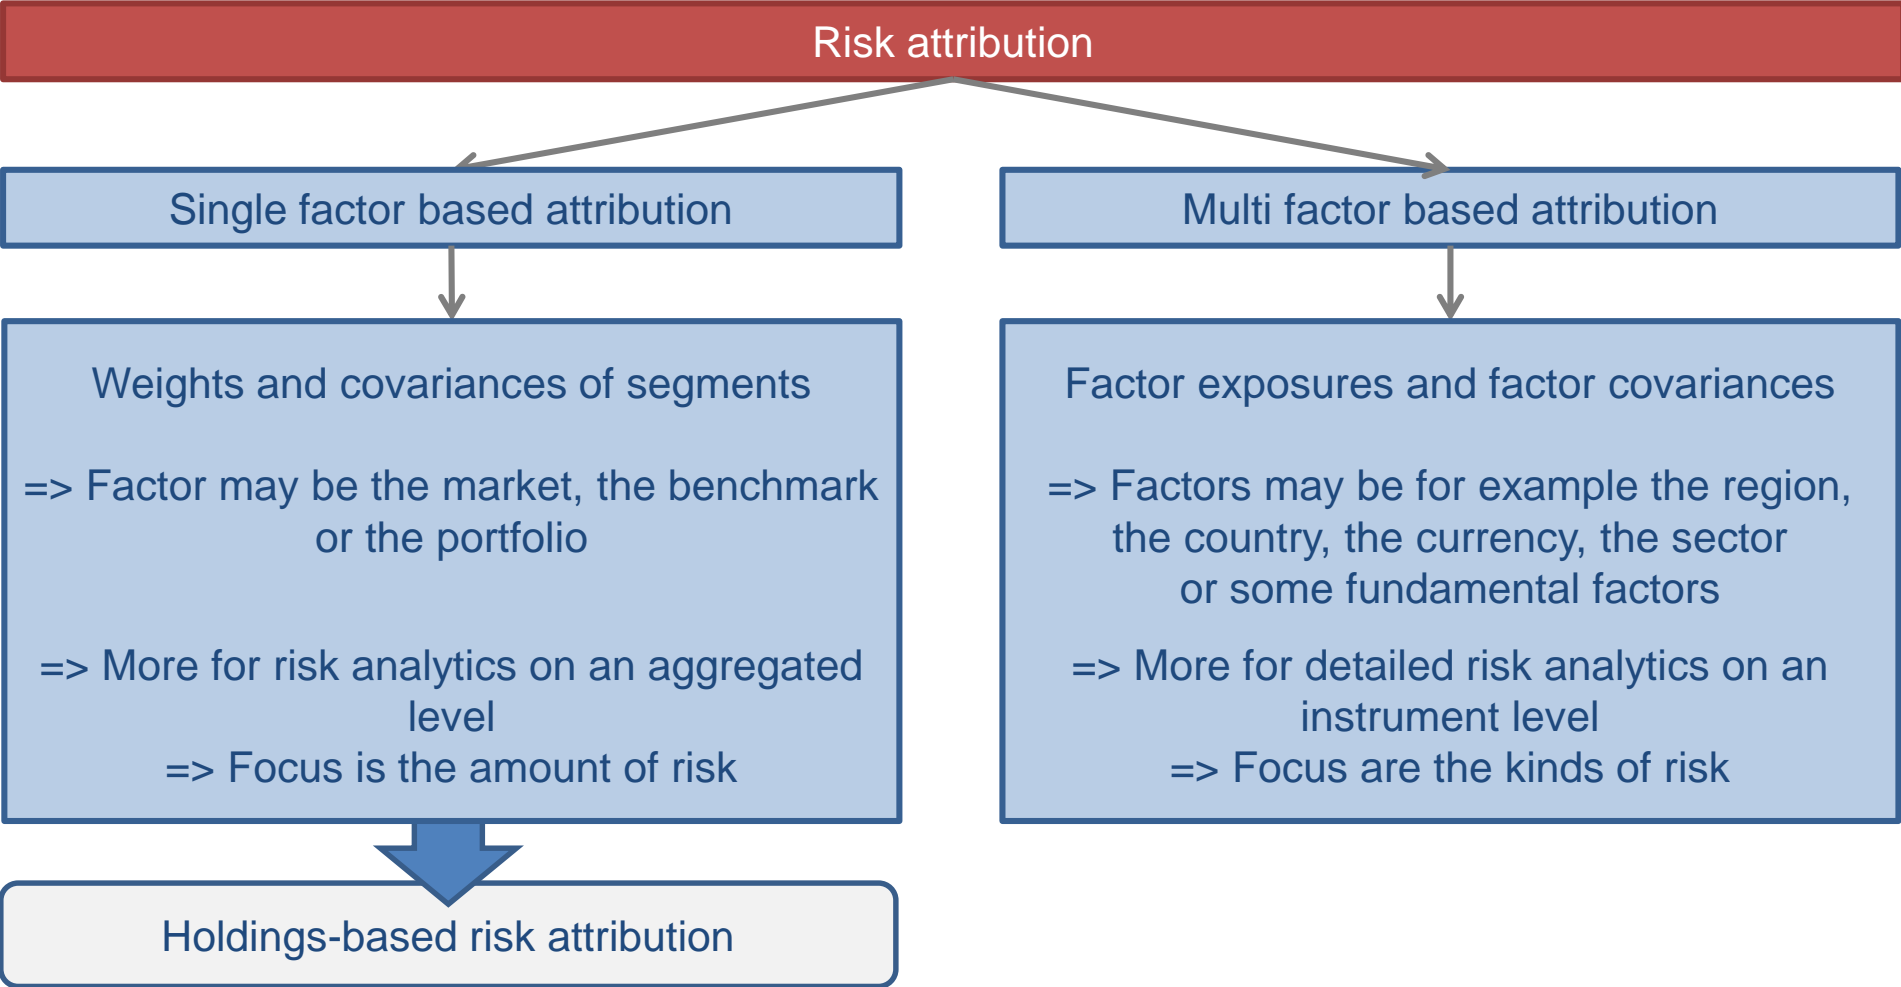 Risk attribution
Single factor based attribution
Multi factor based attribution
Weights and covariances of segments
=> Factor may be the market, the benchmark
or the portfolio
=> More for risk analytics on an aggregated
level
=> Focus is the amount of risk
Factor exposures and factor covariances
=> Factors may be for example the region,
the country, the currency, the sector
or some fundamental factors
=> More for detailed risk analytics on an
instrument level
=> Focus are the kinds of risk
Holdings-based risk attribution